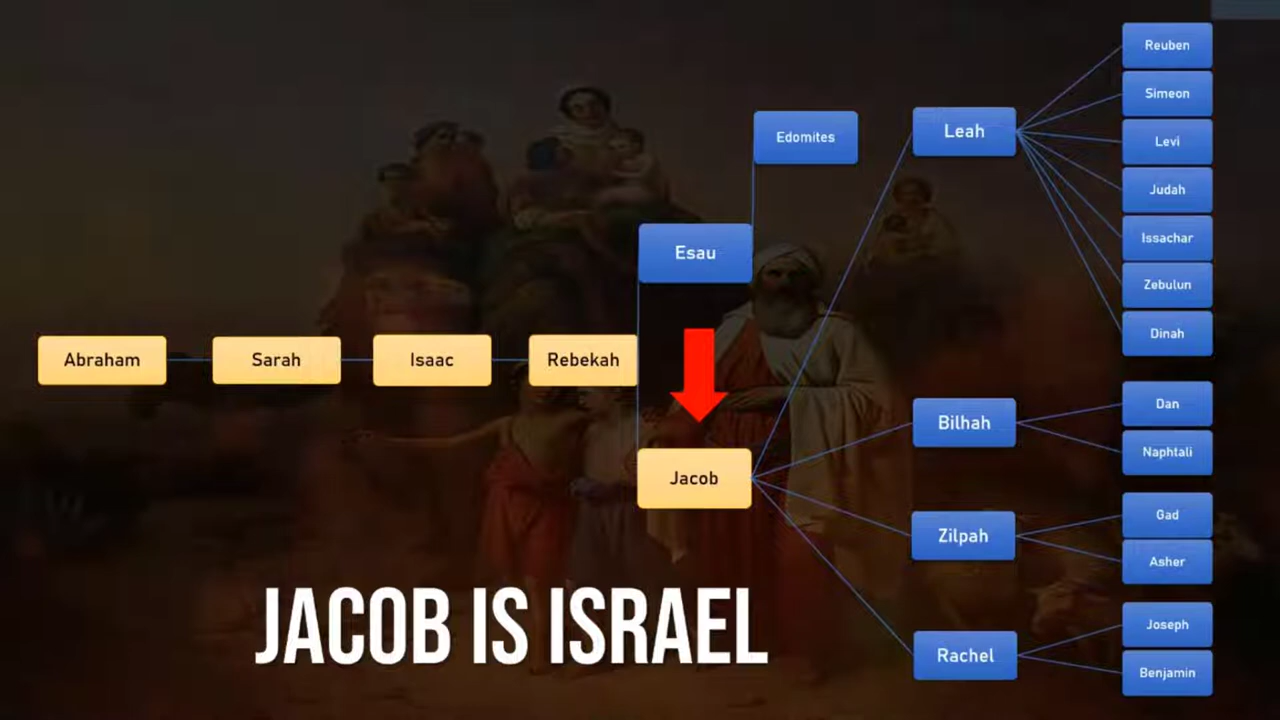 Abraham
Sarah
Isaac
Rebekah
Esau
Edomites
Jacob
Leah
Reuben
Simeon
Levi
Judah
Issachar
Zebulun
Dinah
Bilhah
Dan
Naphtali
Zilpah
Gad
Asher
Rachel
Joseph
Benjamin
JACOB IS ISRAEL